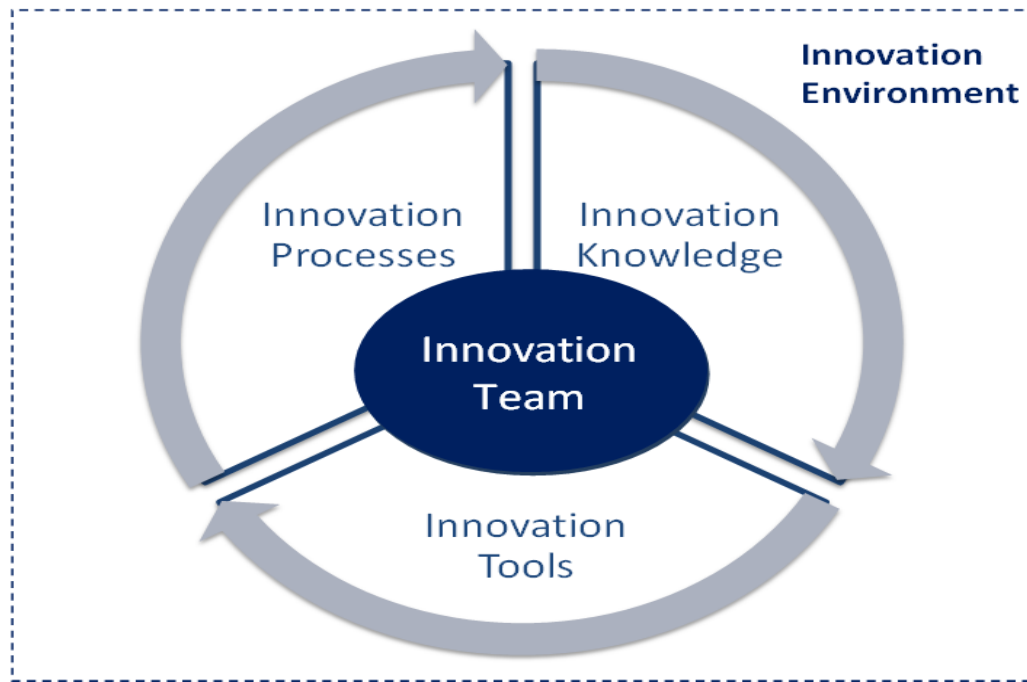 Innovation
Environment
Innovation
Processes
Innovation
Knowledge
Innovation
Team
Innovation
Tools